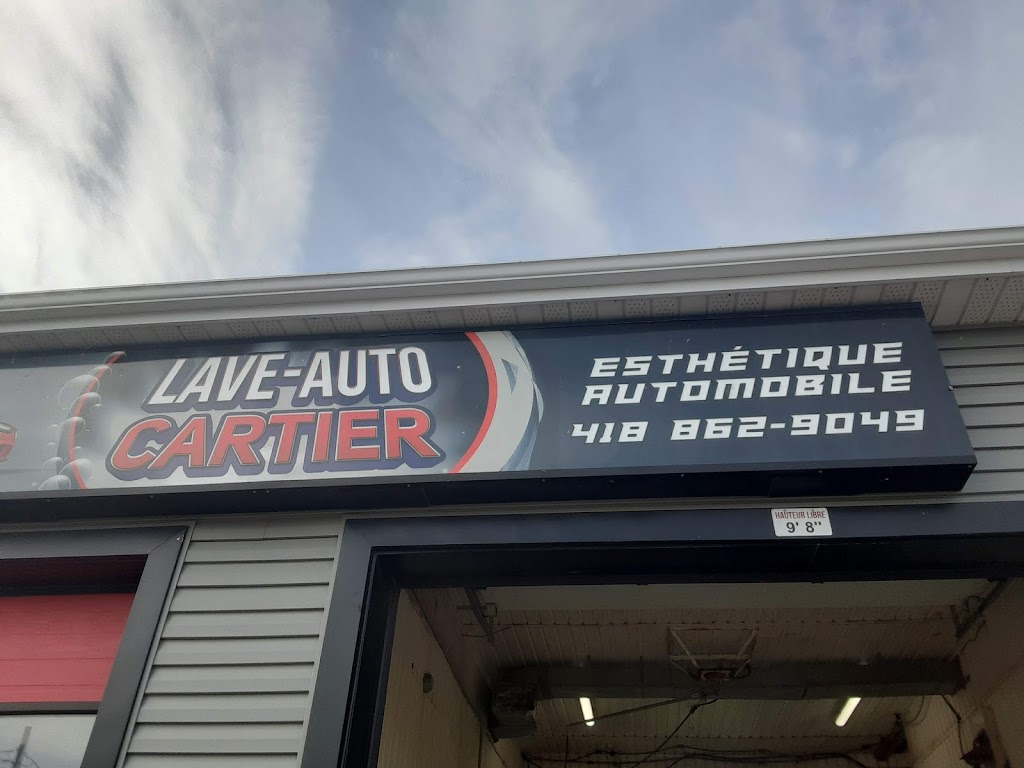 LAVE-AUTO
CARTIER
ESTHÉTIQUE
AUTOMOBILE
418 862-9049
HAUTEUR LIBRE
9' 8"